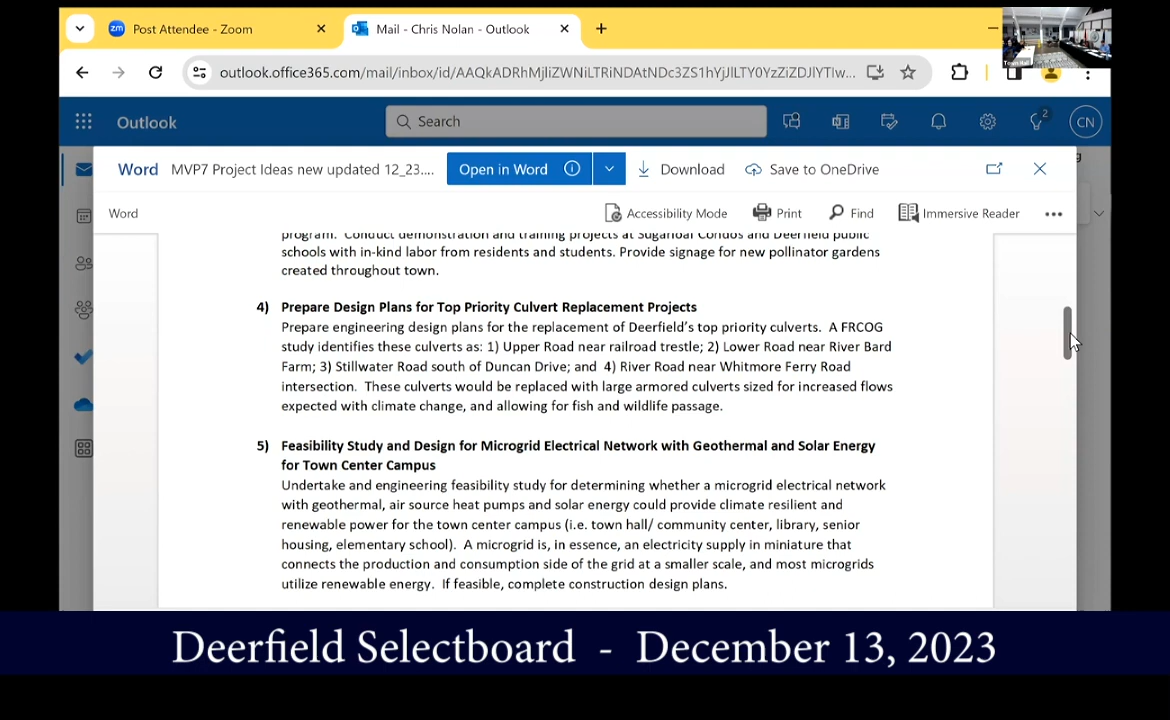 Post Attendee - Zoom
Mail - Chris Nolan - Outlook
outlook.office365.com/mail/inbox/id/AAQkADRhMjliZWNiLTRiNDAtNDc3ZS1hYjJlLTY0YzZiZDJlYTIw...
Outlook
Search
2
CN
Word MVP7 Project Ideas new updated 12_23.... Open in Word Download Save to OneDrive
Word Accessibility Mode Print Find Immersive Reader
program. Conduct demonstration and training projects at Sugarloaf Condos and Deerfield public
schools with in-kind labor from residents and students. Provide signage for new pollinator gardens
created throughout town.
4) Prepare Design Plans for Top Priority Culvert Replacement Projects
Prepare engineering design plans for the replacement of Deerfield's top priority culverts. A FRCOG
study identifies these culverts as: 1) Upper Road near railroad trestle; 2) Lower Road near River Bard
Farm; 3) Stillwater Road south of Duncan Drive; and 4) River Road near Whitmore Ferry Road
intersection. These culverts would be replaced with large armored culverts sized for increased flows
expected with climate change, and allowing for fish and wildlife passage.
5) Feasibility Study and Design for Microgrid Electrical Network with Geothermal and Solar Energy
for Town Center Campus
Undertake and engineering feasibility study for determining whether a microgrid electrical network
with geothermal, air source heat pumps and solar energy could provide climate resilient and
renewable power for the town center campus (i.e. town hall/ community center, library, senior
housing, elementary school). A microgrid is, in essence, an electricity supply in miniature that
connects the production and consumption side of the grid at a smaller scale, and most microgrids
utilize renewable energy. If feasible, complete construction design plans.
Deerfield Selectboard - December 13, 2023